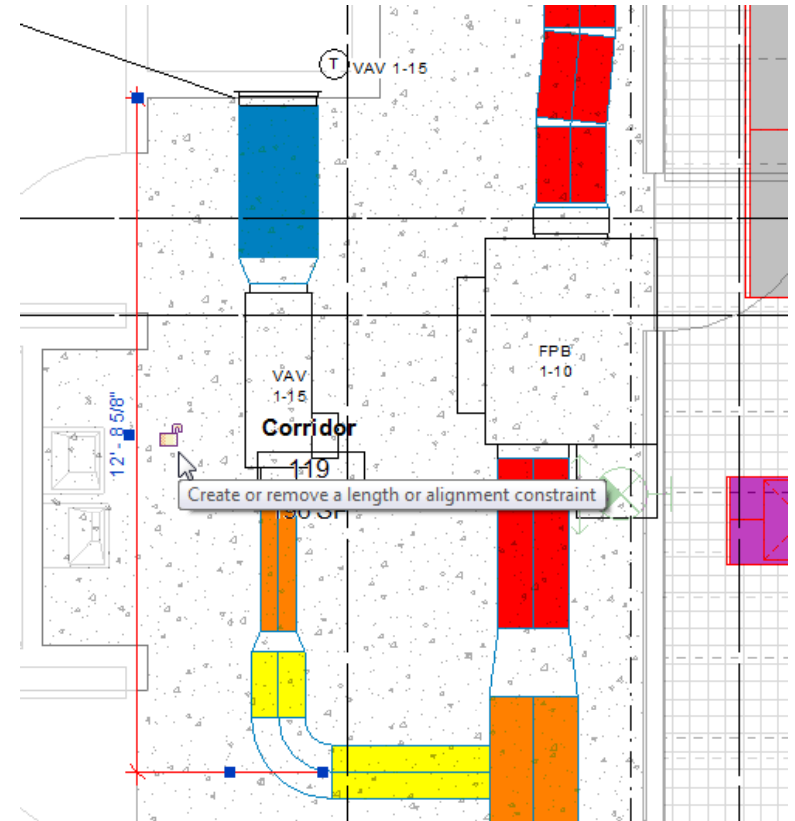 T
VAV 1-15
FPB
1-10
VAV
1-15
12' - 8 5/8"
Corridor
119
Create or remove a length or alignment constraint
SF